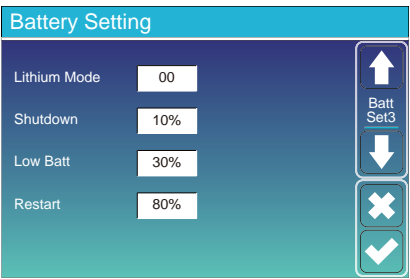 Battery Setting
Lithium Mode 00
Shutdown 10%
Low Batt 30%
Restart 80%
Batt
Set3